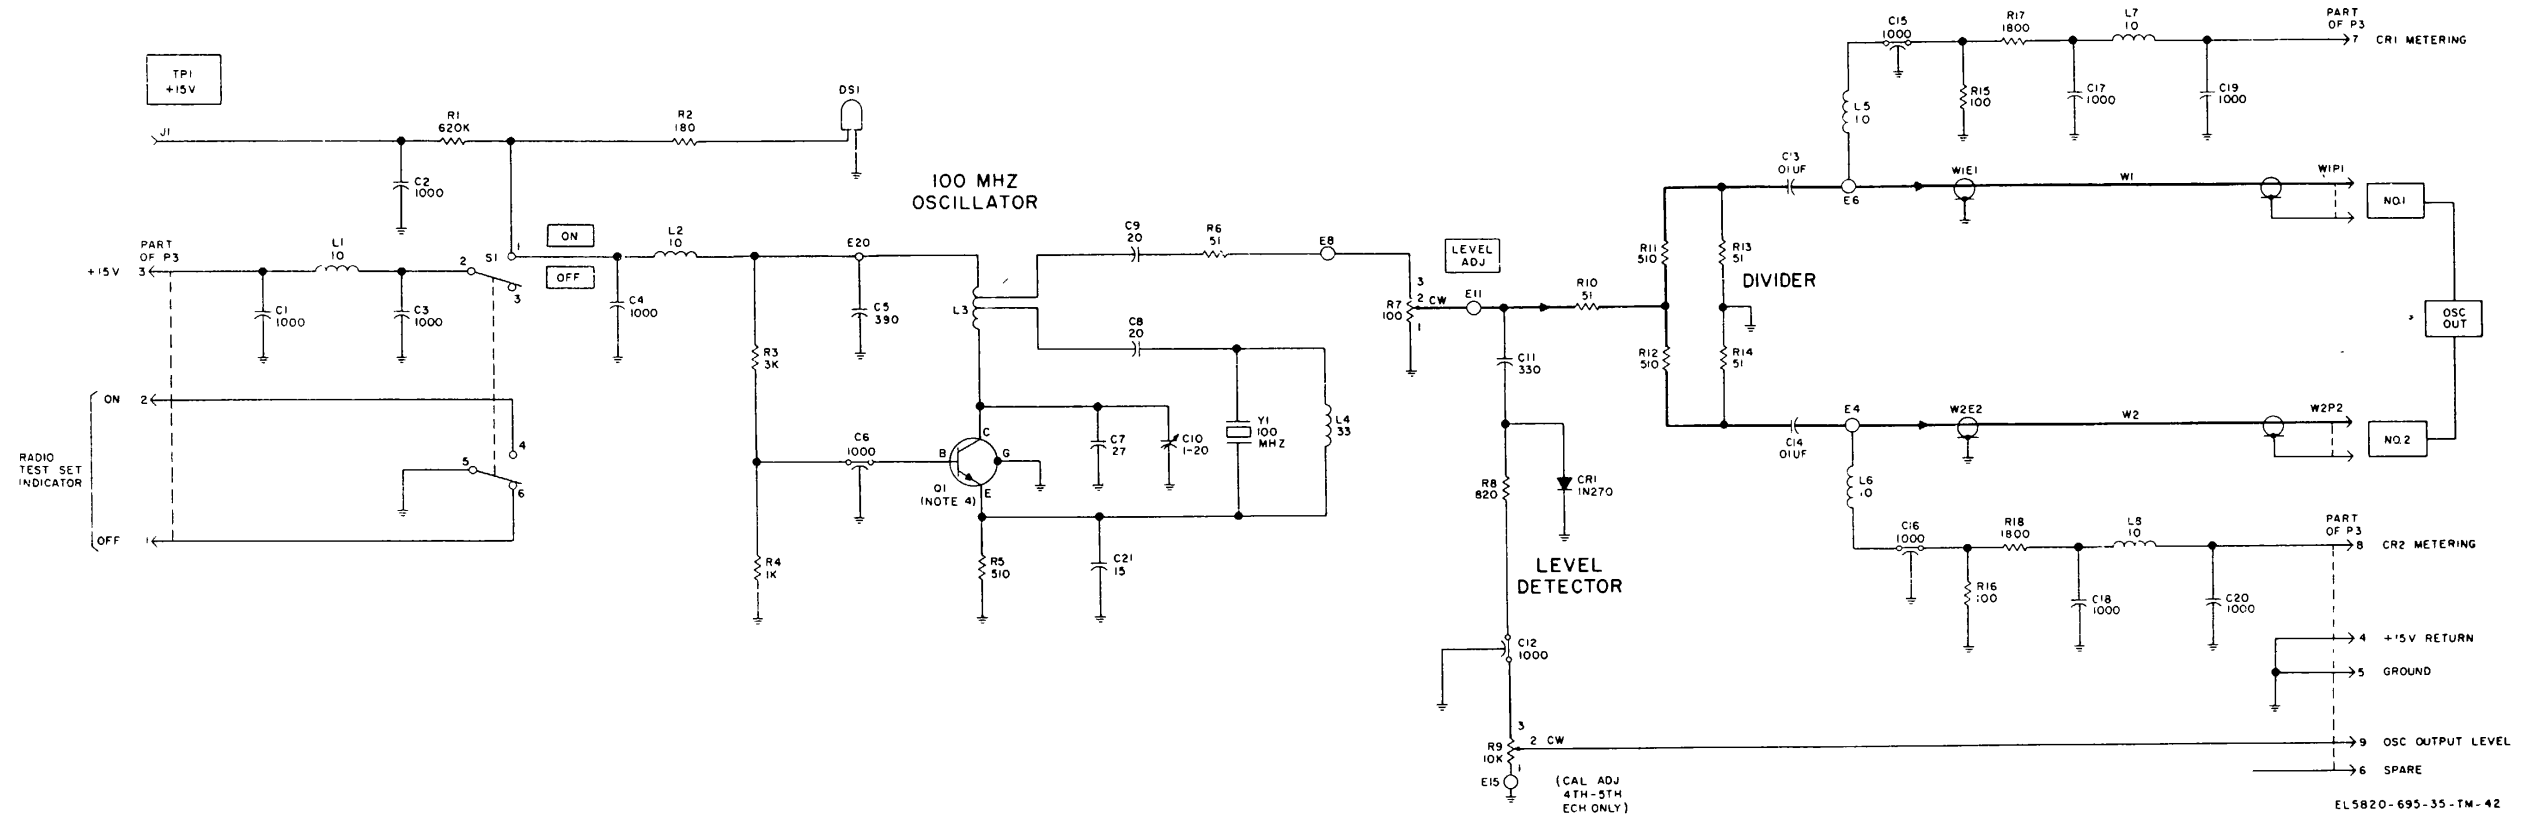 TP1
+15V
J1
R1
620K
R2
180
DS1
C2
1000
100 MHZ
OSCILLATOR
PART
OF P3
+15V 3
L1
10
2 S1 1
3
ON
OFF
L2
10
E20
C1
1000
C3
1000
C4
1000
C5
390
L3
C9
20
R6
51
E8
C8
20
R3
3K
R7
100
3
2 CW
1
LEVEL
ADJ
E11
R10
51
C11
330
ON 2
4
5
6
RADIO
TEST SET
INDICATOR
OFF 1
C6
1000
B
C
G
E
Q1
(NOTE 4)
C7
27
C10
1-20
Y1
100
MHZ
L4
33
R4
1K
R5
510
C21
15
R8
820
CR1
1N270
LEVEL
DETECTOR
C12
1000
3
R9
10K
2 CW
1
E15
(CAL ADJ
4TH-5TH
ECH ONLY)
R11
510
R13
51
DIVIDER
R12
510
R14
51
C15
1000
R17
1800
L7
10
PART
OF P3
7 CR1 METERING
L5
10
R15
100
C17
1000
C19
1000
C13
01UF
E6
W1E1
W1
W1P1
NO.1
OSC
OUT
C14
01UF
E4
W2E2
W2
W2P2
NO.2
L6
10
C16
1000
R18
1800
L8
10
PART
OF P3
8 CR2 METERING
R16
100
C18
1000
C20
1000
4 +15V RETURN
5 GROUND
9 OSC OUTPUT LEVEL
6 SPARE
EL5820-695-35-TM-42